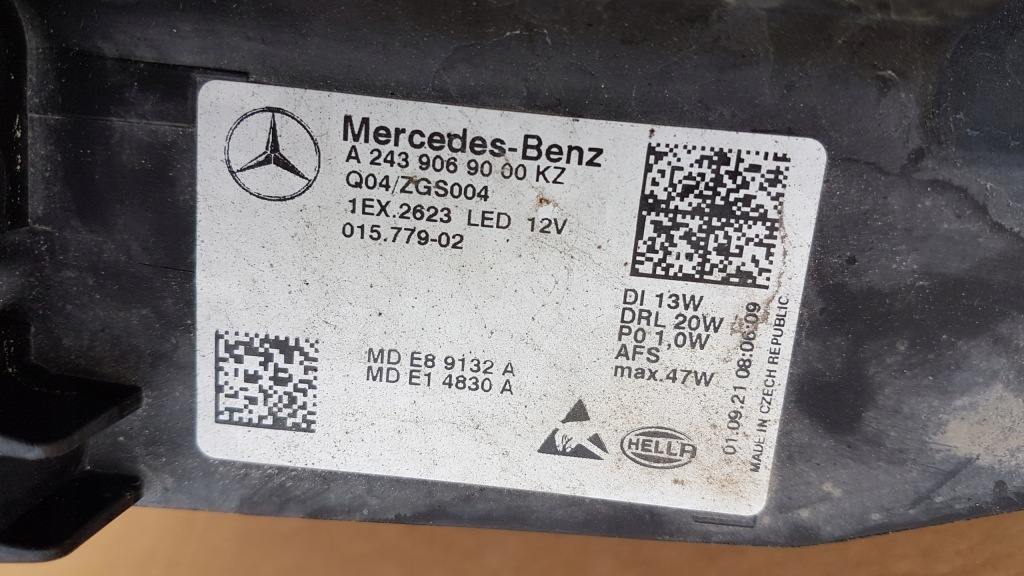 Mercedes-Benz
A 243 906 90 00 KZ
Q04/ZGS004
1EX.2623 LED 12V
015.779-02
DI 13W
DRL 20W
P0 1,0W
AFS
max.47W
MD E8 9132 A
MD E1 4830 A
HELLA
01.09.21 08:06:09
MADE IN CZECH REPUBLIC